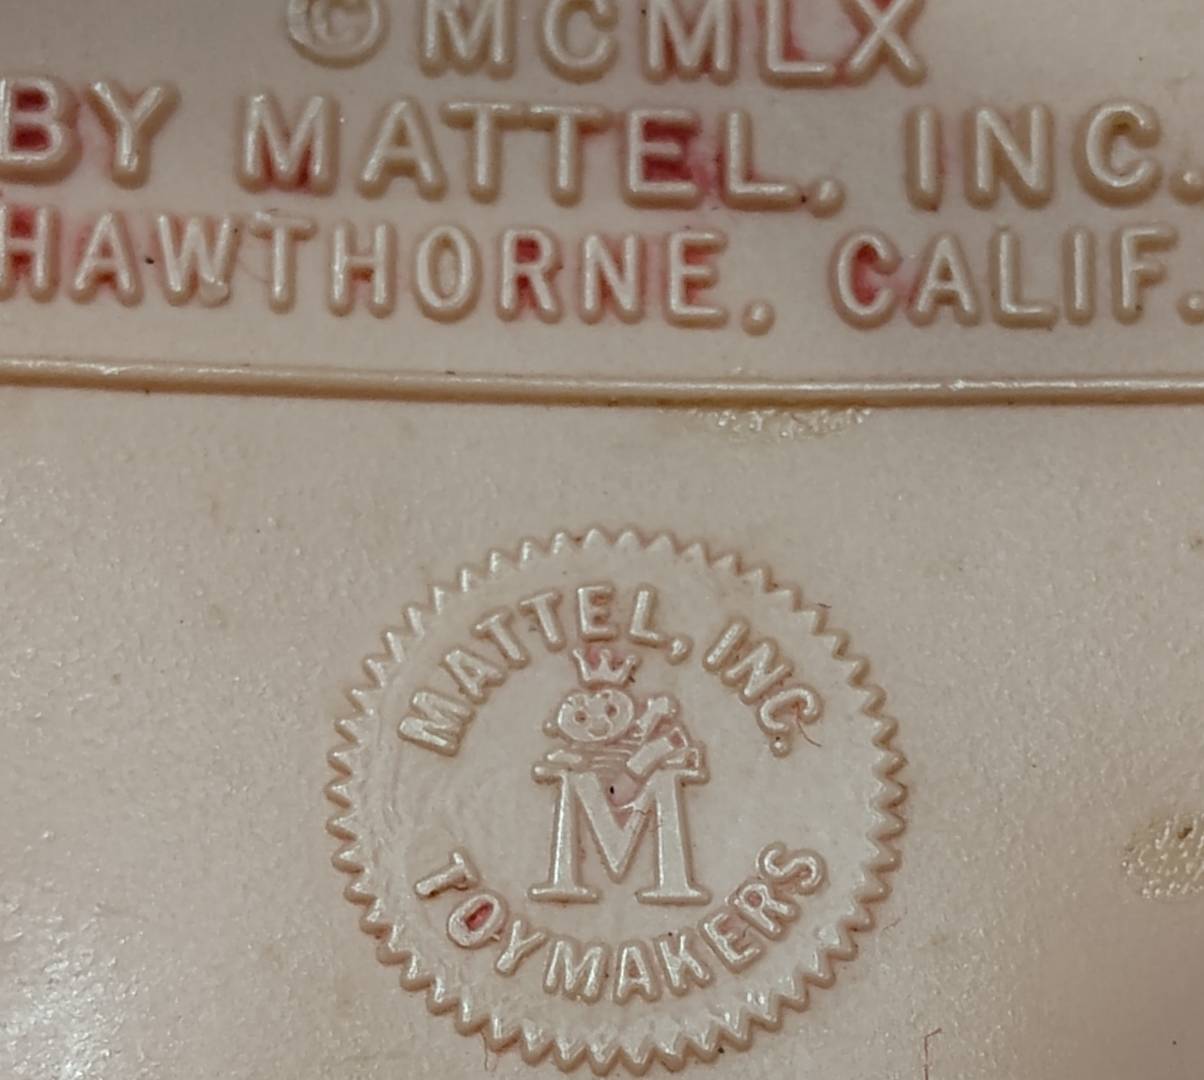 ©MCMLX
BY MATTEL, INC.
HAWTHORNE, CALIF.
MATTEL, INC.
M
TOYMAKERS